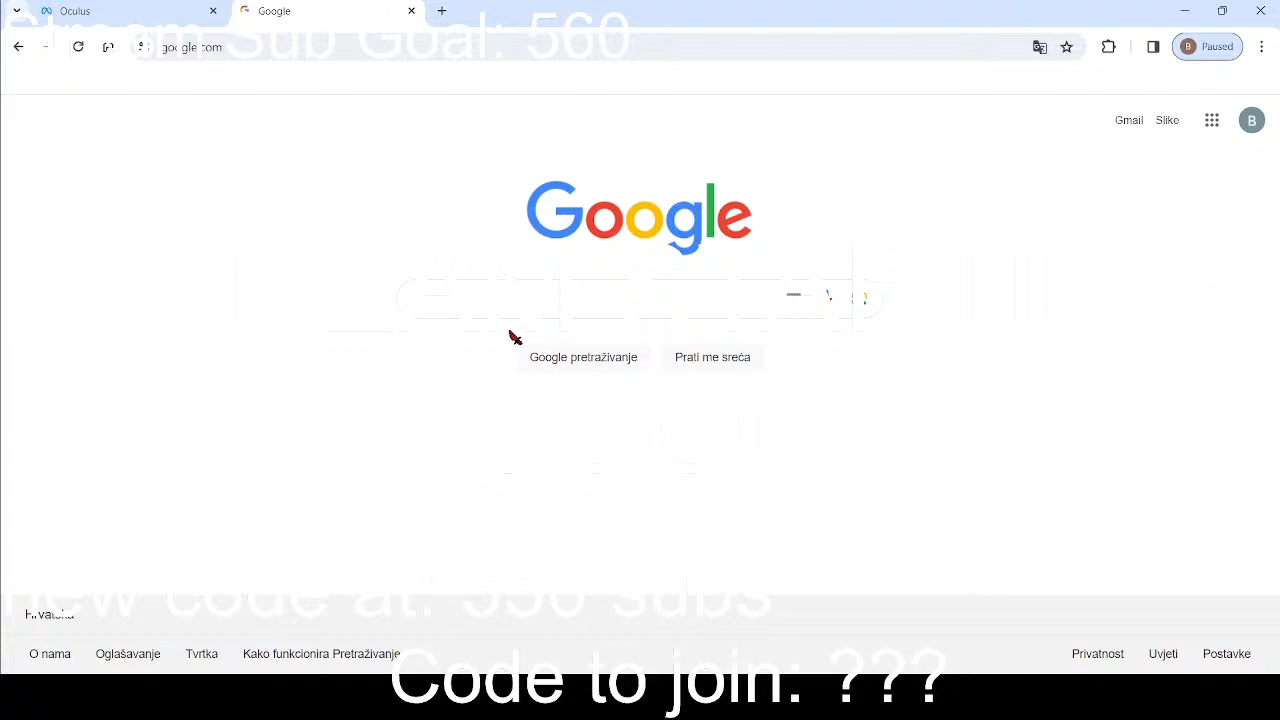 Oculus Google
Stream Sub Goal: 560
google.com
B Paused
Gmail Slike B
Google
Google pretraživanje Prati me sreća
new code at: 550 subs
Hrvatska
O nama Oglašavanje Tvrtka Kako funkcionira Pretraživanje Privatnost Uvjeti Postavke
Code to join: ???